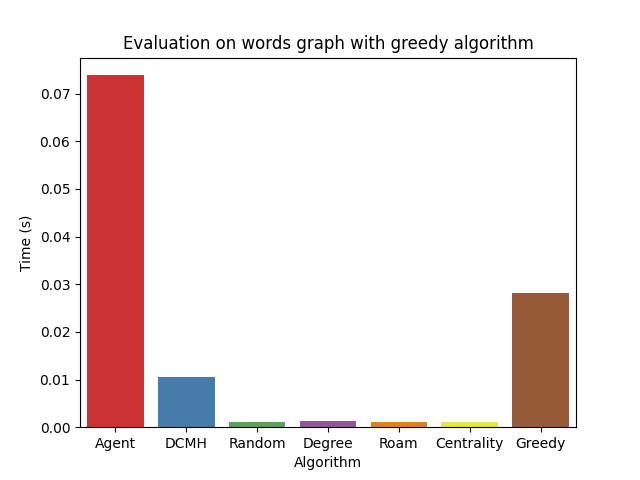 Evaluation on words graph with greedy algorithm
Time (s)
0.07
0.06
0.05
0.04
0.03
0.02
0.01
0.00
Agent DCMH Random Degree Roam Centrality Greedy
Algorithm